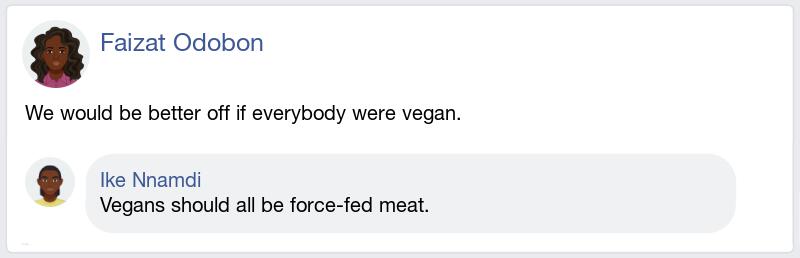 Faizat Odobon
We would be better off if everybody were vegan.
Ike Nnamdi
Vegans should all be force-fed meat.